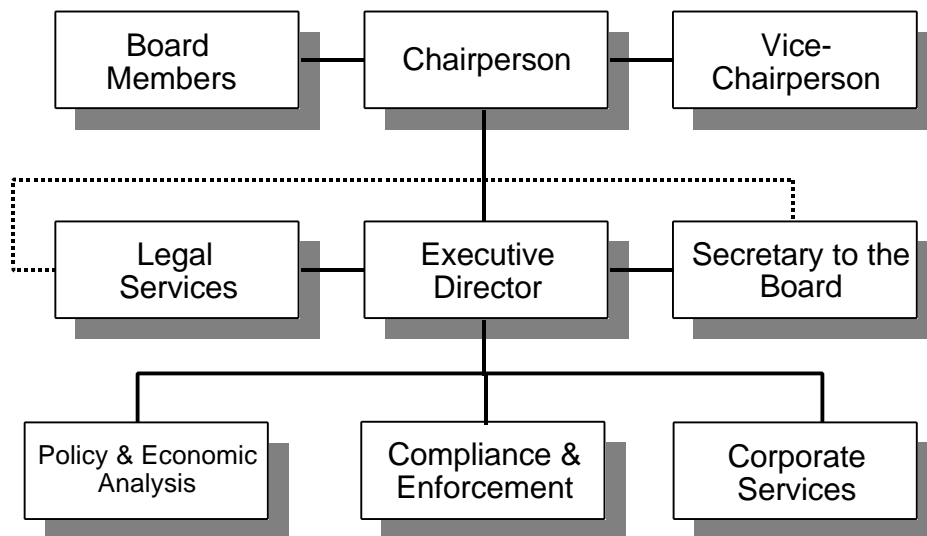 Board
Members
Chairperson
Vice-
Chairperson
Legal
Services
Executive
Director
Secretary to the
Board
Policy & Economic
Analysis
Compliance &
Enforcement
Corporate
Services